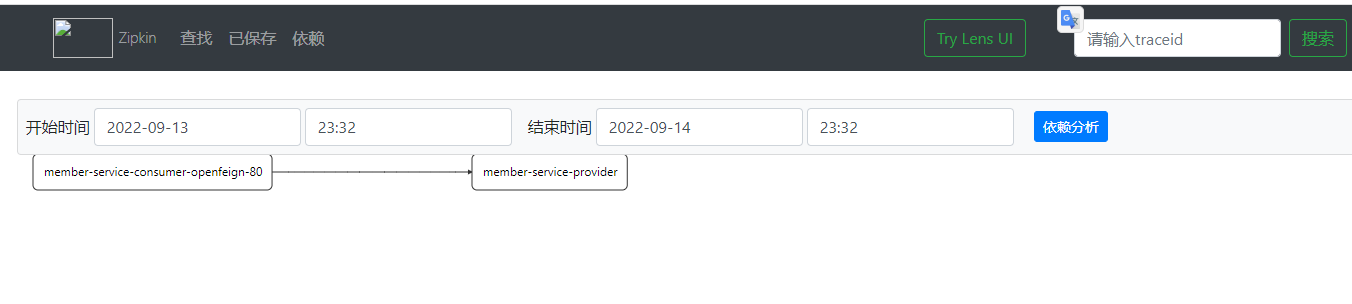 Zipkin 查找 已保存 依赖 Try Lens UI 请输入traceid 搜索
开始时间 2022-09-13 23:32 结束时间 2022-09-14 23:32 依赖分析
member-service-consumer-openfeign-80 member-service-provider